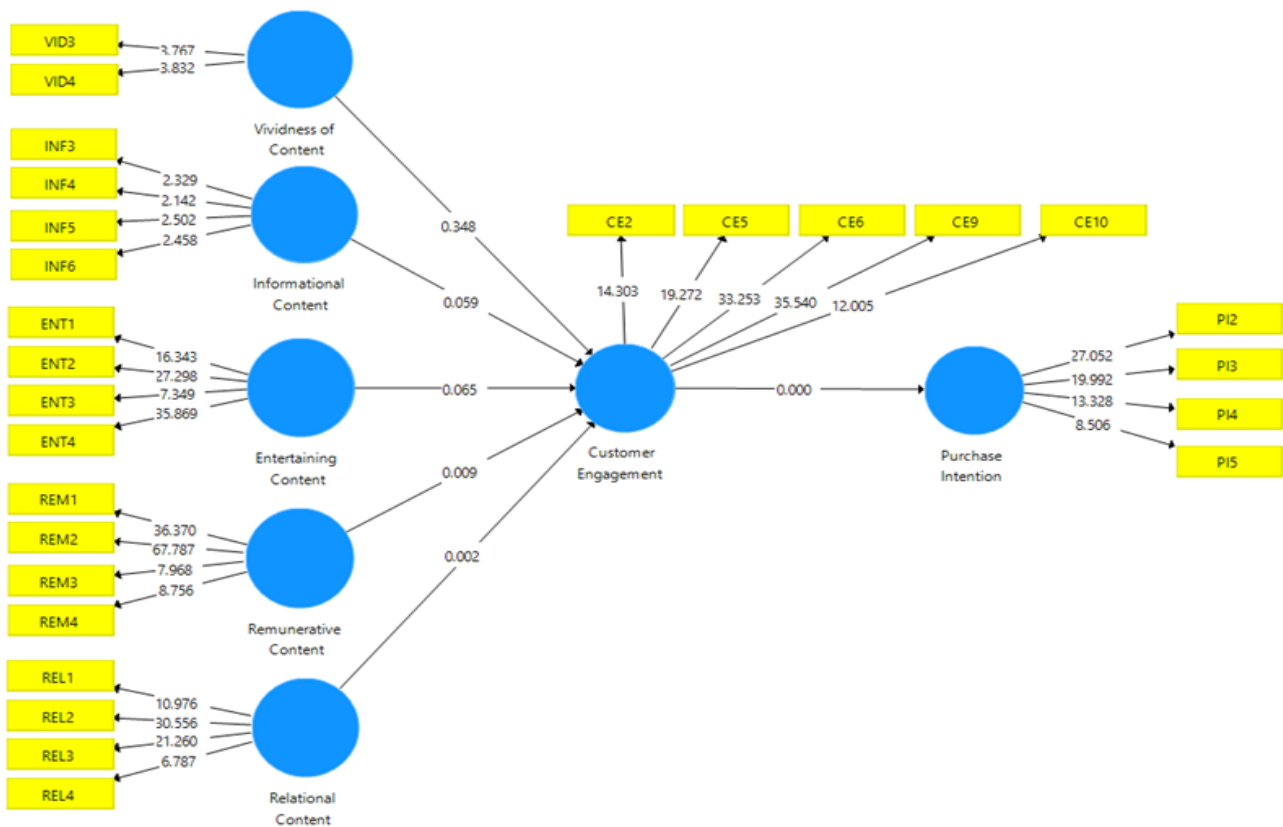 VID3
VID4
3.767
3.832
Vividness of
Content
INF3
INF4
INF5
INF6
2.329
2.142
2.502
2.458
Informational
Content
ENT1
ENT2
ENT3
ENT4
16.343
27.298
7.349
35.869
Entertaining
Content
REM1
REM2
REM3
REM4
36.370
67.787
7.968
8.756
Remunerative
Content
REL1
REL2
REL3
REL4
10.976
30.556
21.260
6.787
Relational
Content
0.348
0.059
0.065
0.009
0.002
CE2
CE5
CE6
CE9
CE10
14.303
19.272
33.253
35.540
12.005
Customer
Engagement
0.000
Purchase
Intention
27.052
19.992
13.328
8.506
PI2
PI3
PI4
PI5